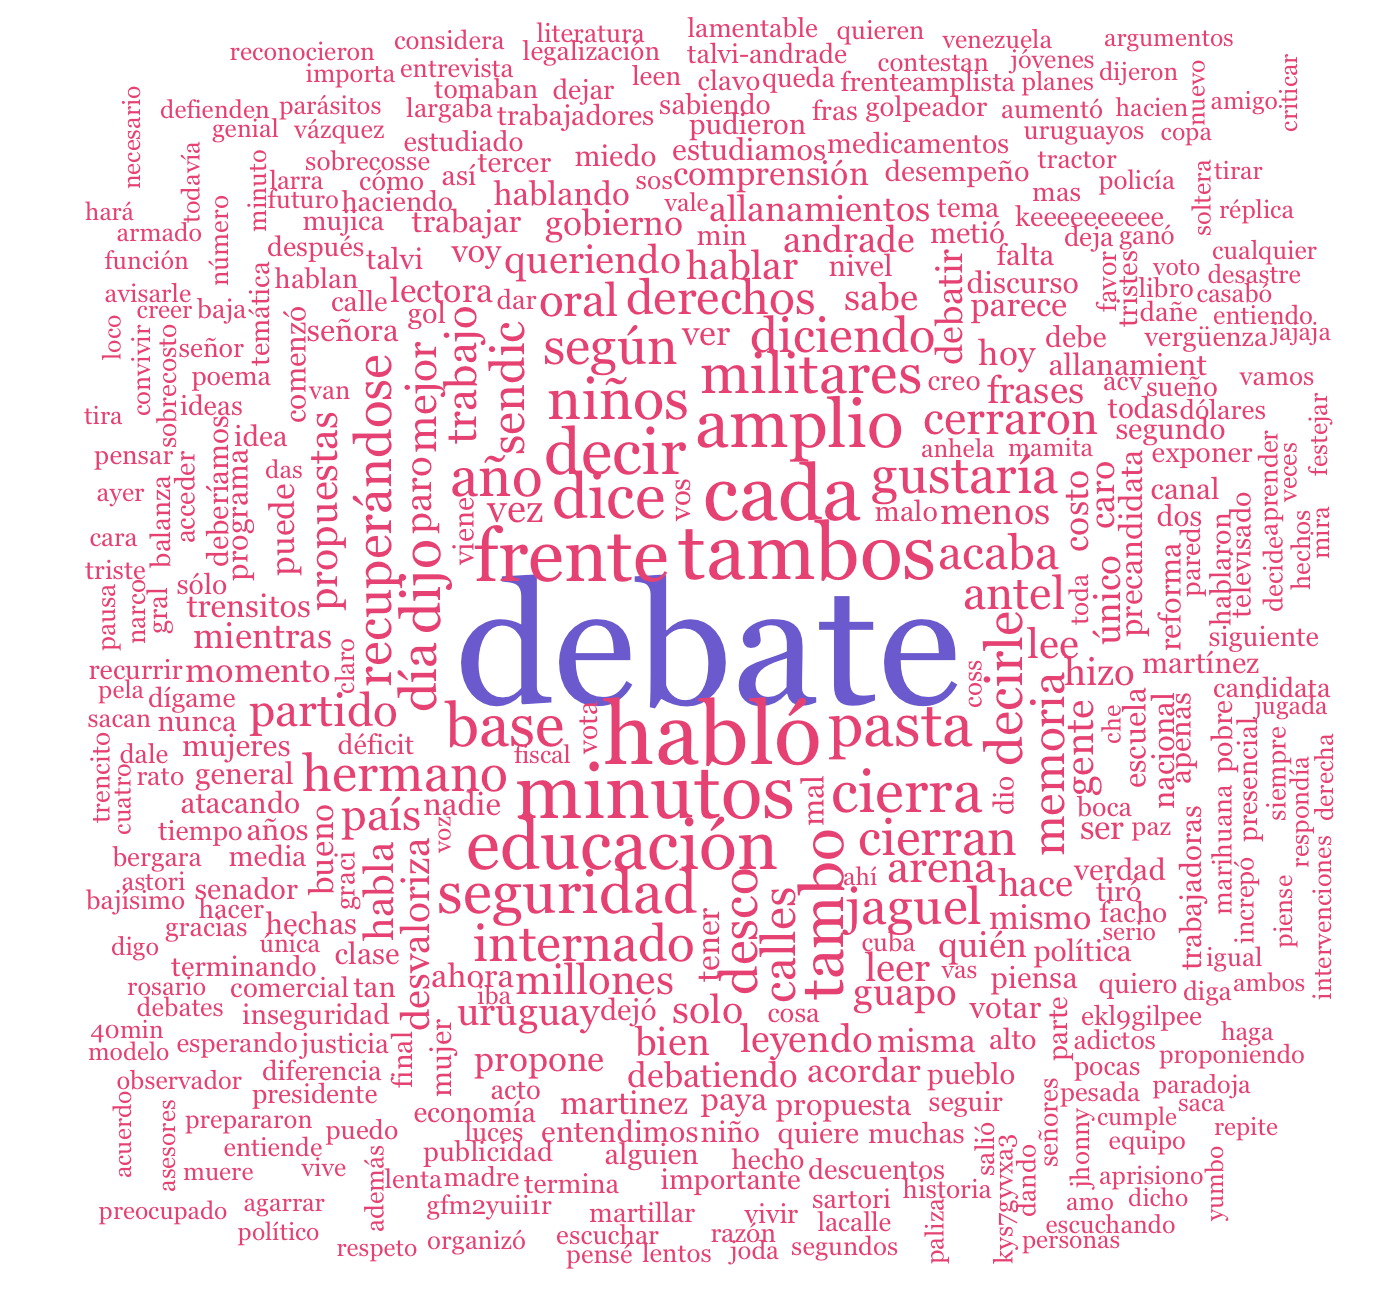 literatura
lamentable
quieren
considera
reconocieron
legalización
talvi-andrade
venezuela
argumentos
contestan
jóvenes
importa
entrevista
leen
clavo
queda
frenteamplista
planes
dijeron
nuevo
criticar
necesario
defienden
parásitos
tomaban
dejar
largaba
trabajadores
sabiendo
fras
golpeador
aumentó
hacien
amigo
genial
vázquez
pudieron
uruguayos
copa
estudiado
todavía
minuto
sobrecosse
tercer
miedo
estudiamos
medicamentos
tractor
larra
cómo
así
sos
comprensión
desempeño
policía
tirar
futuro
haciendo
hablando
vale
allanamientos
tema
mas
soltera
réplica
hará
armado
número
mujica
trabajar
gobierno
min
andrade
metió
keeeeeeeeee
deja
ganó
función
después
talvi
voy
queriendo
hablar
nivel
falta
cualquier
avisarle
hablan
lectora
dar
oral
derechos
sabe
debatir
discurso
favor
tristes
voto
desastre
creer
baja
temática
calle
gol
parece
libro
casabó
dañe
entiendo
loco
convivir
sobrecosto
señor
comenzó
señora
trabajo
sendic
según
ver
diciendo
hoy
debe
vergüenza
jajaja
poema
van
recuperándose
mejor
niños
militares
creo
frases
allanamient
acv
sueño
vamos
tira
ideas
propuestas
paro
decir
amplio
cerraron
todas
dólares
festejar
pensar
deberíamos
idea
anhela
mamita
segundo
exponer
ayer
balanza
acceder
programa
das
puede
año
vez
dice
vos
cada
gustaría
malo
menos
costo
caro
precandidata
canal
aprender
veces
cara
viene
dos
televisado
mira
triste
sólo
dijo
frente
tambos
acaba
reforma
pared
hablaron
decide
hechos
pausa
narco
gral
trensitos
día
debate
antel
toda
único
mientras
decirle
lee
siguiente
recurrir
momento
claro
coss
hizo
martínez
pela
dígame
partido
base
vota
habló
pasta
memoria
gente
che
escuela
nacional
apenas
candidata
jugada
sacan
nunca
trencito
dale
mujeres
déficit
fiscal
pobre
presencial
siempre
derecha
rato
general
hermano
minutos
mal
cierra
dio
cuatro
atacando
país
nadie
boca
respondía
tiempo
años
bueno
voz
educación
tambo
cierran
ser
paz
trabajadoras
marihuana
bergara
media
habla
desvaloriza
ahí
arena
verdad
astori
senador
graci
seguridad
desco
calles
hace
tiró
increpó
piense
intervenciones
bajísimo
hacer
gracias
hechas
jaguel
mismo
facho
serio
digo
única
clase
internado
tener
cuba
quién
política
igual
terminando
ahora
millones
leer
vas
piensa
rosario
comercial
tan
iba
guapo
quiero
diga
ambos
debates
inseguridad
uruguay
dejó
solo
cosa
votar
ekl9gilpee
40min
modelo
esperando
justicia
final
mujer
bien
leyendo
misma
alto
parte
adictos
haga
proponiendo
observador
diferencia
propone
debatiendo
acordar
pueblo
pocas
presidente
acto
pesada
paradoja
acuerdo
asesores
prepararon
economía
martinez
paya
propuesta
seguir
señores
jhonny
cumple
saca
entiende
puedo
luces
entendimos
niño
quiere
muchas
salió
equipo
repite
publicidad
alguien
hecho
muere
vive
además
lenta
madre
termina
importante
descuentos
kys7gyvxa3
dando
aprisiono
yumbo
preocupado
agarrar
gfm2yuii1r
martillar
vivir
sartori
historia
amo
dicho
político
lacalle
paliza
escuchando
respeto
organizó
escuchar
razón
personas
pensé
lentos
joda
segundos